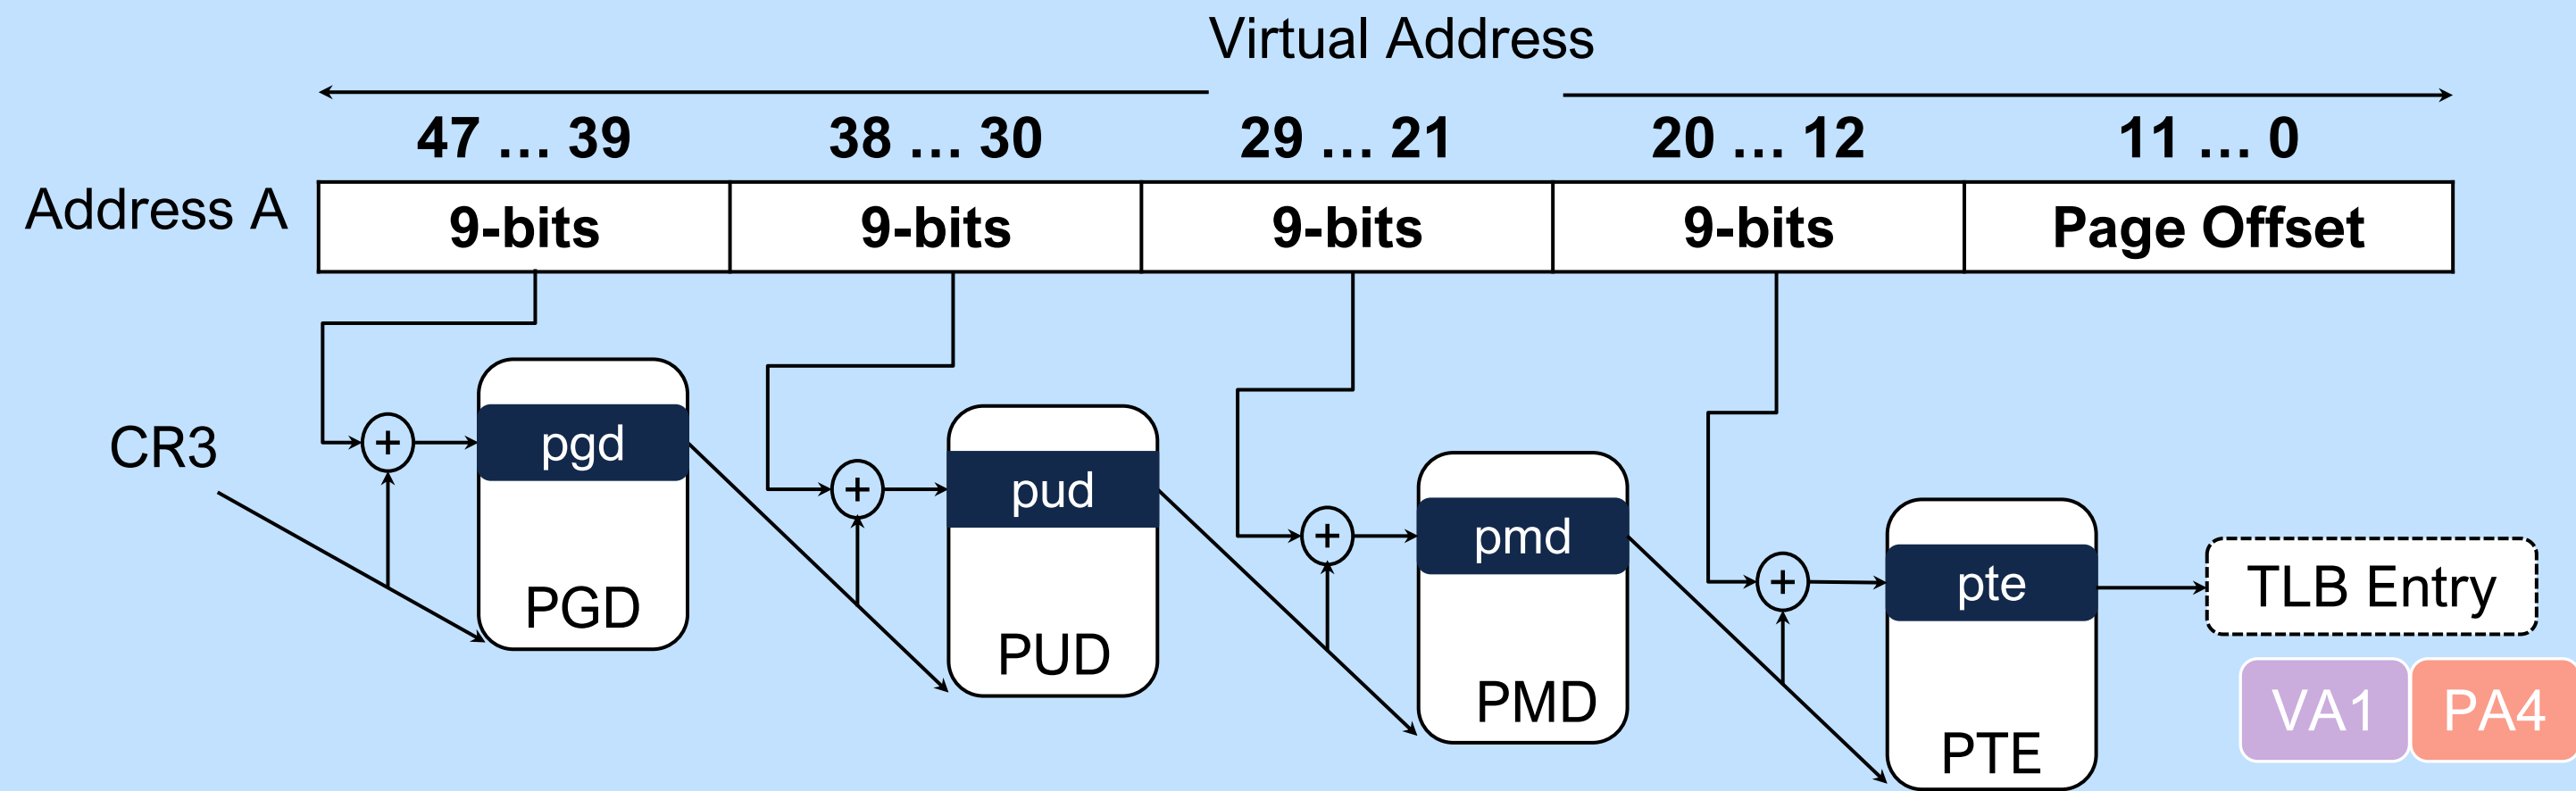 Virtual Address
47 ... 39
38 ... 30
29 ... 21
20 ... 12
11 ... 0
Address A
9-bits
9-bits
9-bits
9-bits
Page Offset
CR3
+
pgd
PGD
+
pud
PUD
+
pmd
PMD
+
pte
PTE
TLB Entry
VA1
PA4